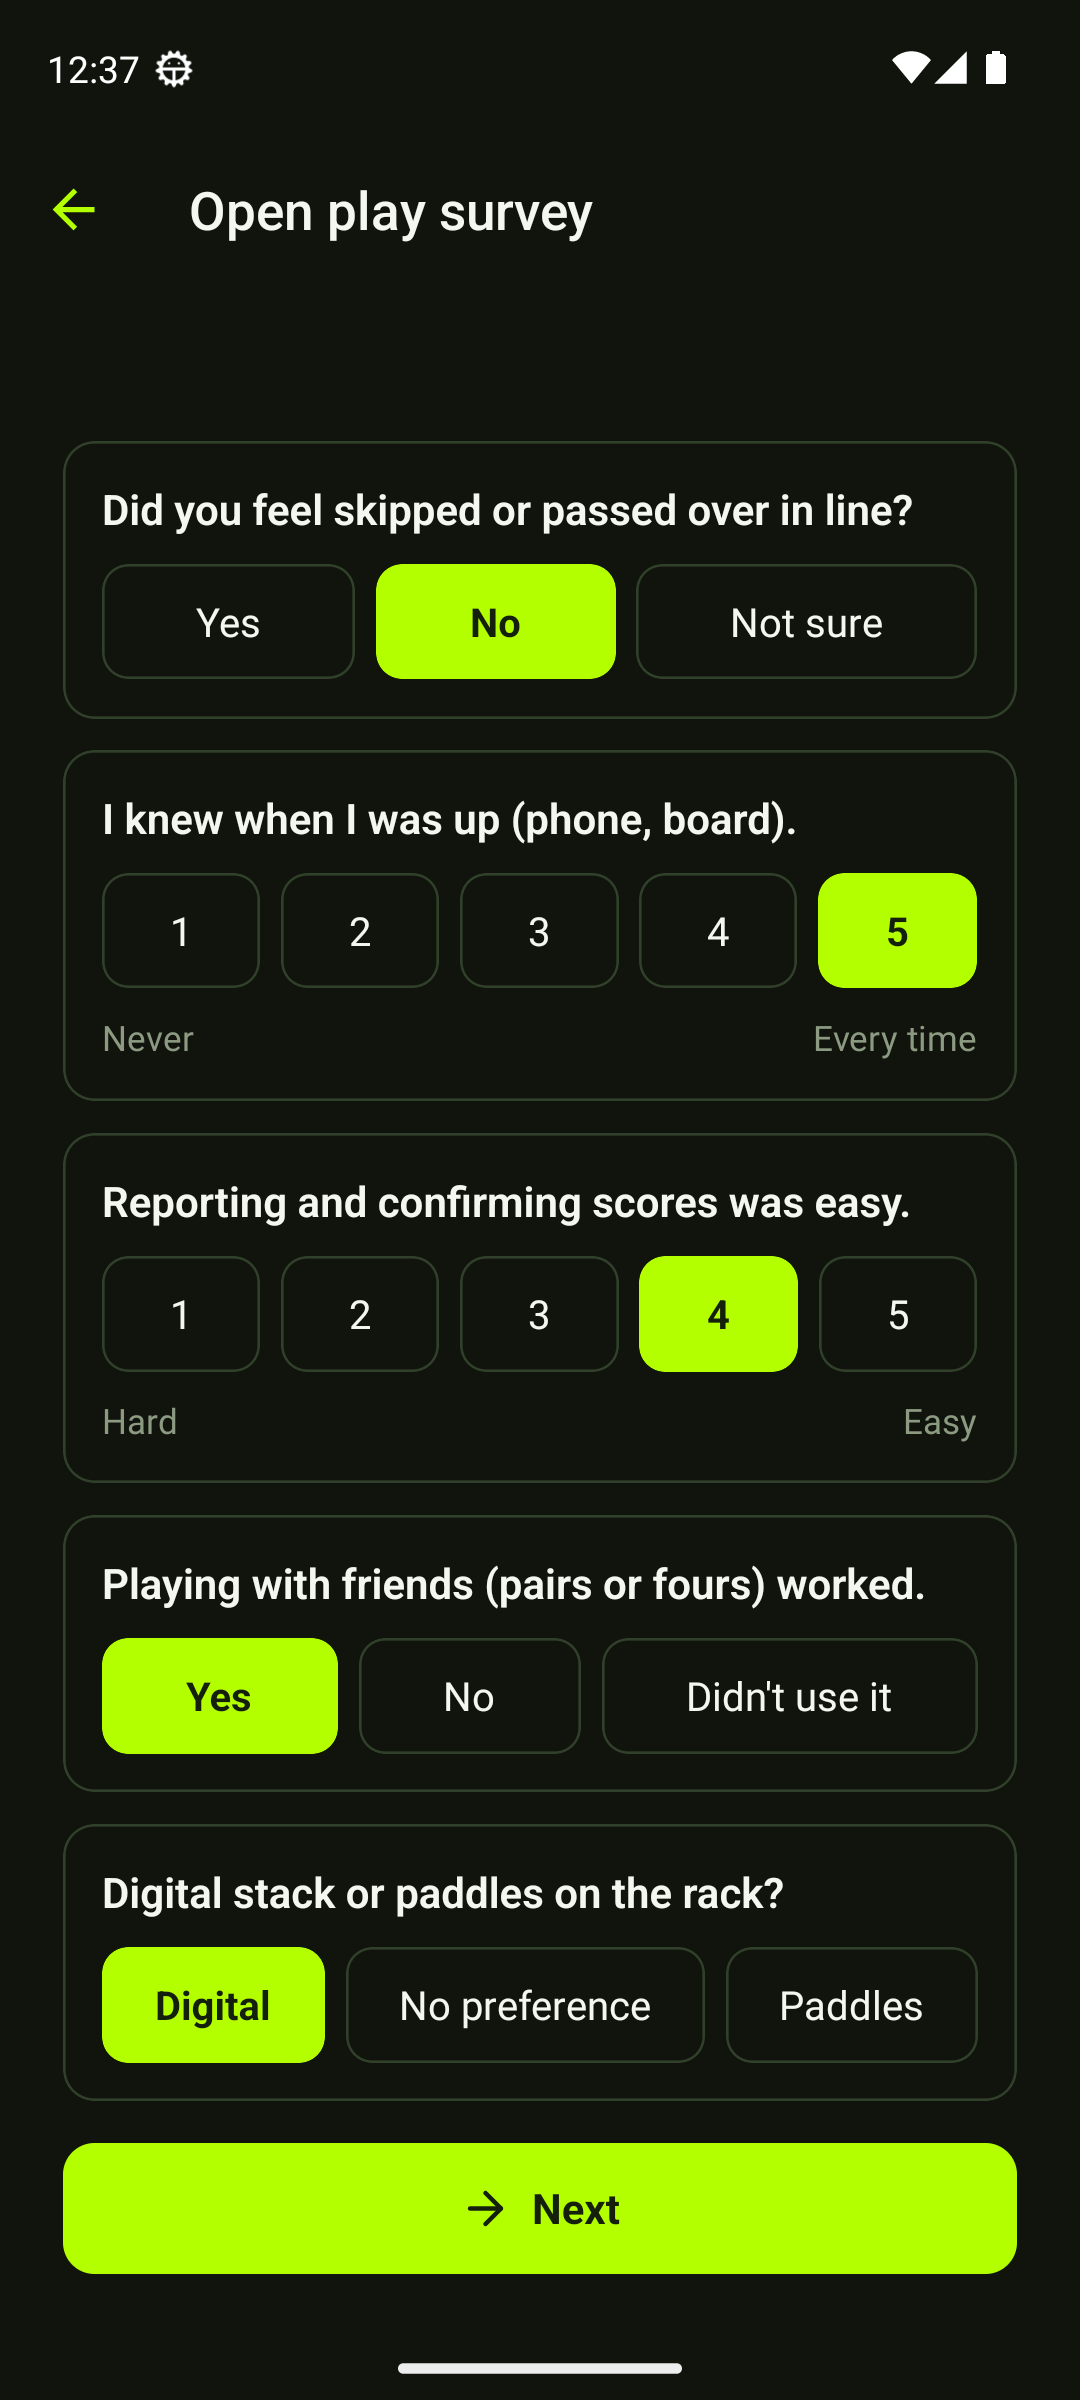 12:37
Open play survey
Did you feel skipped or passed over in line?
Yes No Not sure
I knew when I was up (phone, board).
1 2 3 4 5
Never Every time
Reporting and confirming scores was easy.
1 2 3 4 5
Hard Easy
Playing with friends (pairs or fours) worked.
Yes No Didn't use it
Digital stack or paddles on the rack?
Digital No preference Paddles
Next